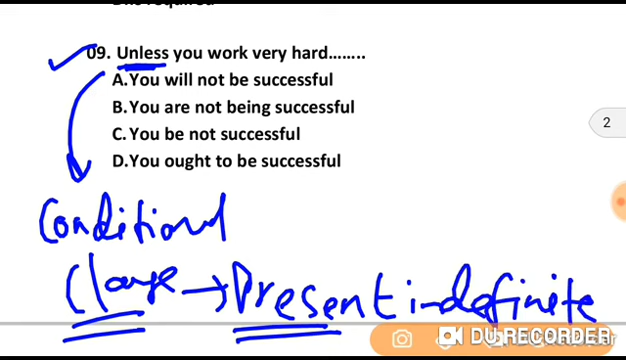 09. Unless you work very hard........
A.You will not be successful
B.You are not being successful
2
C.You be not successful
D.You ought to be successful
Conditional
Clause → Present indefinite
DU RECORDER